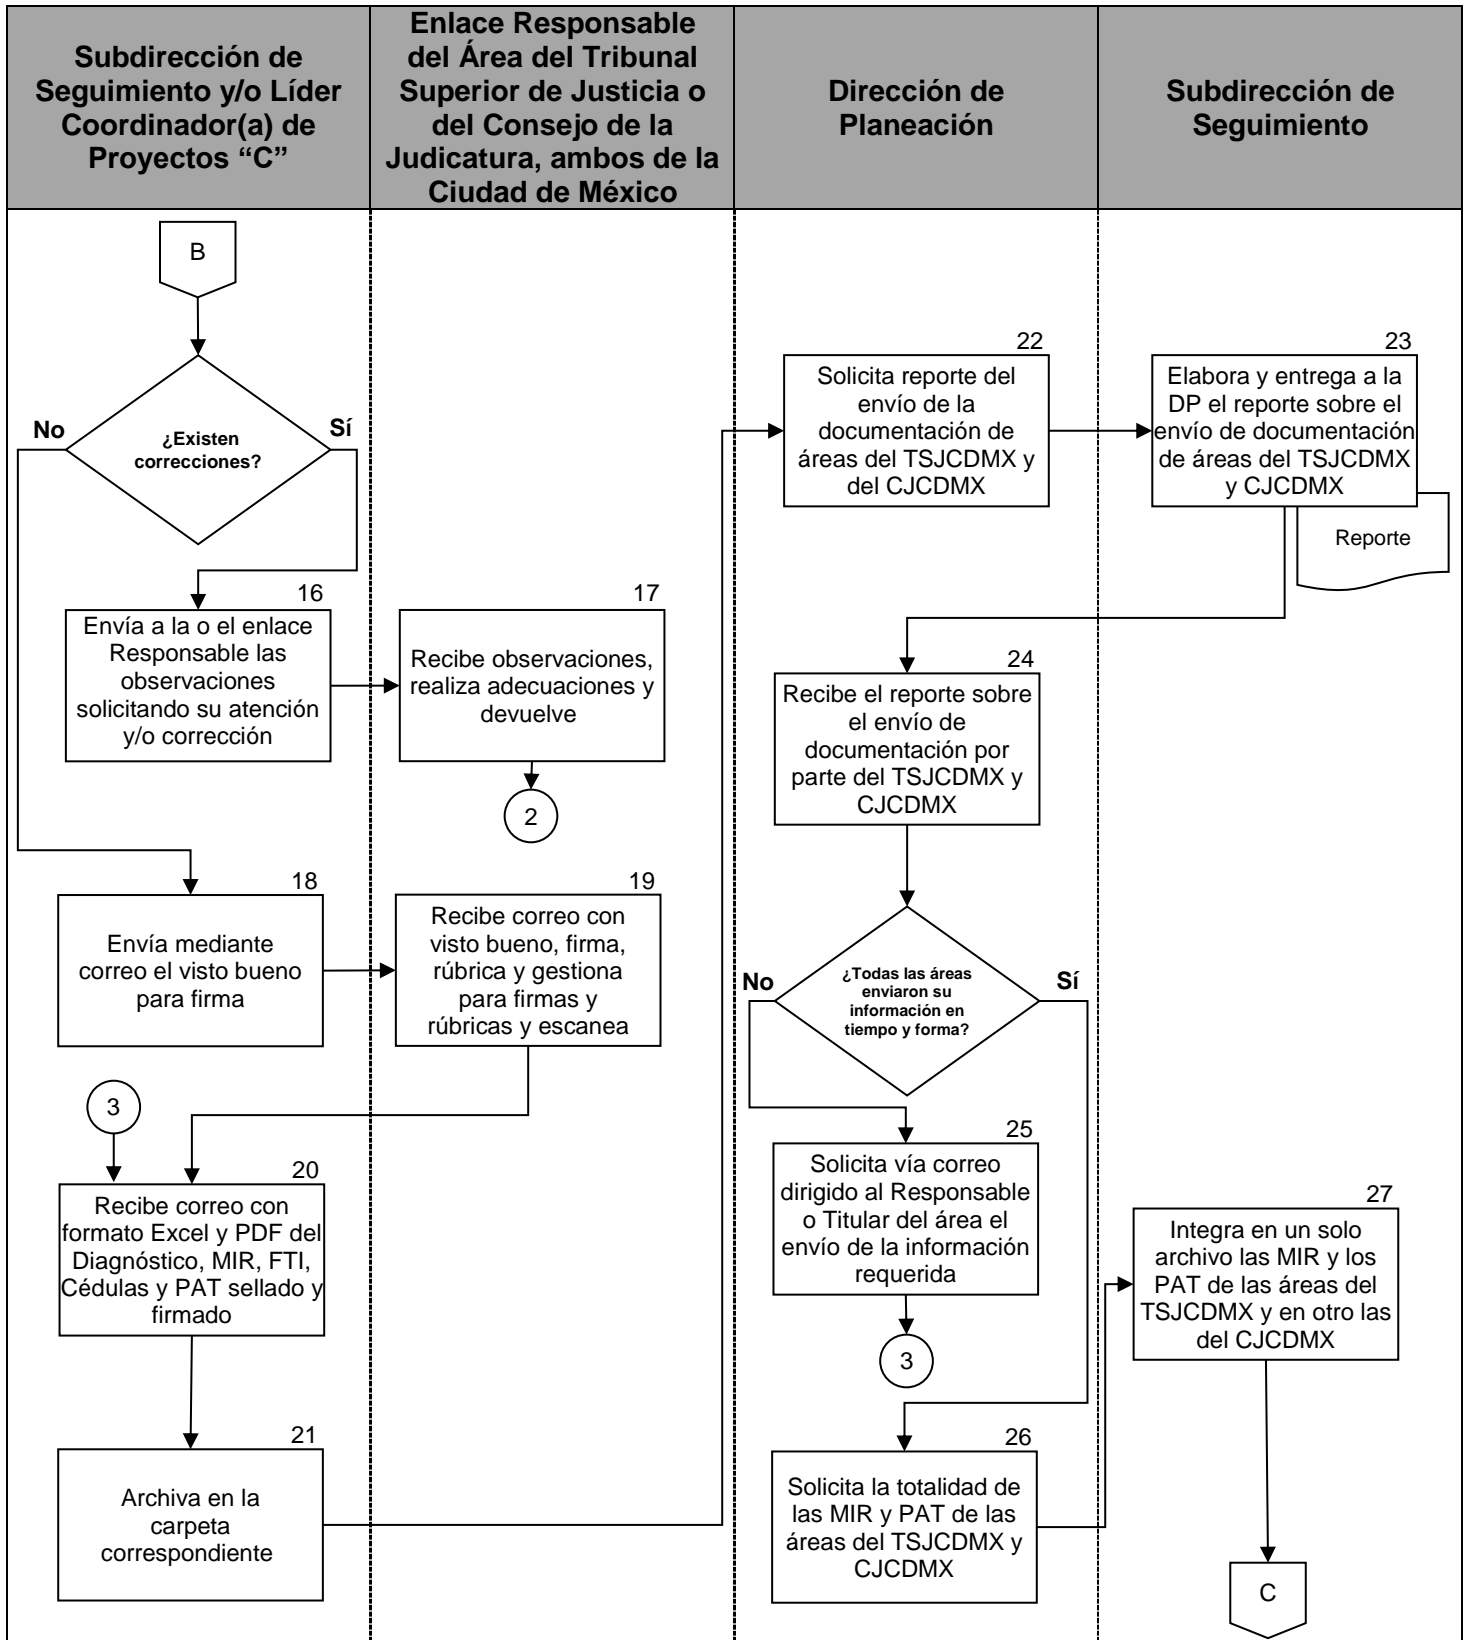 Subdirección de
Seguimiento y/o Líder
Coordinador(a) de
Proyectos “C”
Enlace Responsable
del Área del Tribunal
Superior de Justicia o
del Consejo de la
Judicatura, ambos de la
Ciudad de México
Dirección de
Planeación
Subdirección de
Seguimiento
B
¿Existen
correcciones?
No
Sí
16
Envía a la o el enlace
Responsable las
observaciones
solicitando su atención
y/o corrección
17
Recibe observaciones,
realiza adecuaciones y
devuelve
2
18
Envía mediante
correo el visto bueno
para firma
19
Recibe correo con
visto bueno, firma,
rúbrica y gestiona
para firmas y
rúbricas y escanea
3
20
Recibe correo con
formato Excel y PDF del
Diagnóstico, MIR, FTI,
Cédulas y PAT sellado y
firmado
21
Archiva en la
carpeta
correspondiente
22
Solicita reporte del
envío de la
documentación de
áreas del TSJCDMX y
del CJCDMX
23
Elabora y entrega a la
DP el reporte sobre el
envío de documentación
de áreas del TSJCDMX
y CJCDMX
Reporte
24
Recibe el reporte sobre
el envío de
documentación por
parte del TSJCDMX y
CJCDMX
¿Todas las áreas
enviaron su
información en
tiempo y forma?
No
Sí
25
Solicita vía correo
dirigido al Responsable
o Titular del área el
envío de la información
requerida
3
26
Solicita la totalidad de
las MIR y PAT de las
áreas del TSJCDMX y
CJCDMX
27
Integra en un solo
archivo las MIR y los
PAT de las áreas del
TSJCDMX y en otro las
del CJCDMX
C